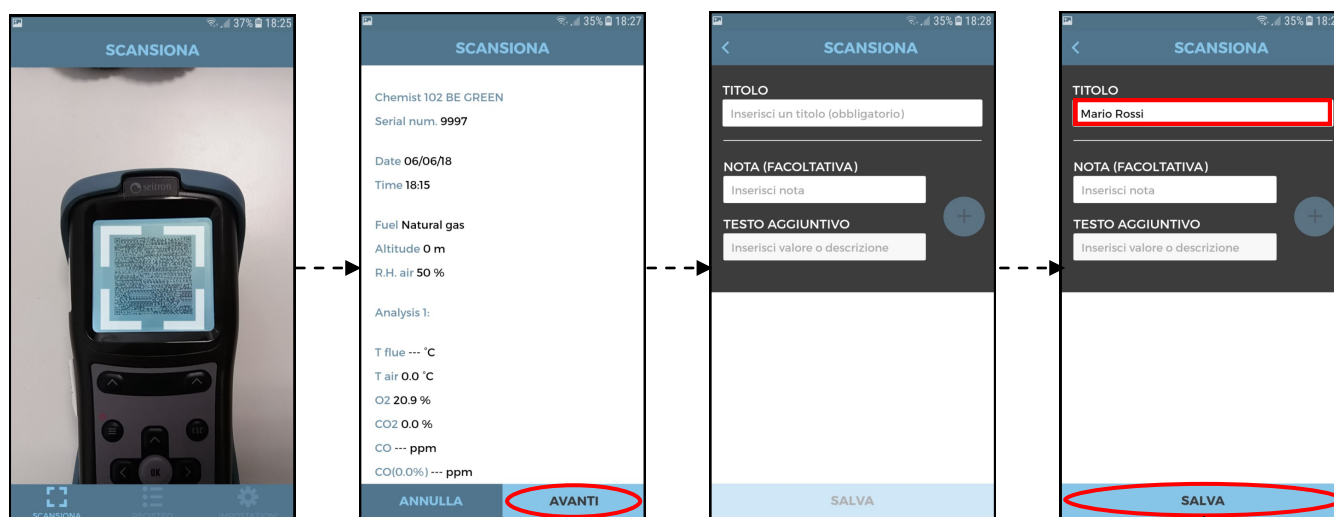 37% 18:25
SCANSIONA
seitron
ESC
OK
SCANSIONA
IMPOSTAZIONI
35% 18:27
SCANSIONA
Chemist 102 BE GREEN
Serial num. 9997
Date 06/06/18
Time 18:15
Fuel Natural gas
Altitude 0 m
R.H. air 50 %
Analysis 1:
T flue --- °C
T air 0.0 °C
O2 20.9 %
CO2 0.0 %
CO --- ppm
CO(0.0%) --- ppm
ANNULLA AVANTI
35% 18:28
SCANSIONA
TITOLO
Inserisci un titolo (obbligatorio)
NOTA (FACOLTATIVA)
Inserisci nota
TESTO AGGIUNTIVO
Inserisci valore o descrizione
SALVA
35%
SCANSIONA
TITOLO
Mario Rossi
NOTA (FACOLTATIVA)
Inserisci nota
TESTO AGGIUNTIVO
Inserisci valore o descrizione
SALVA